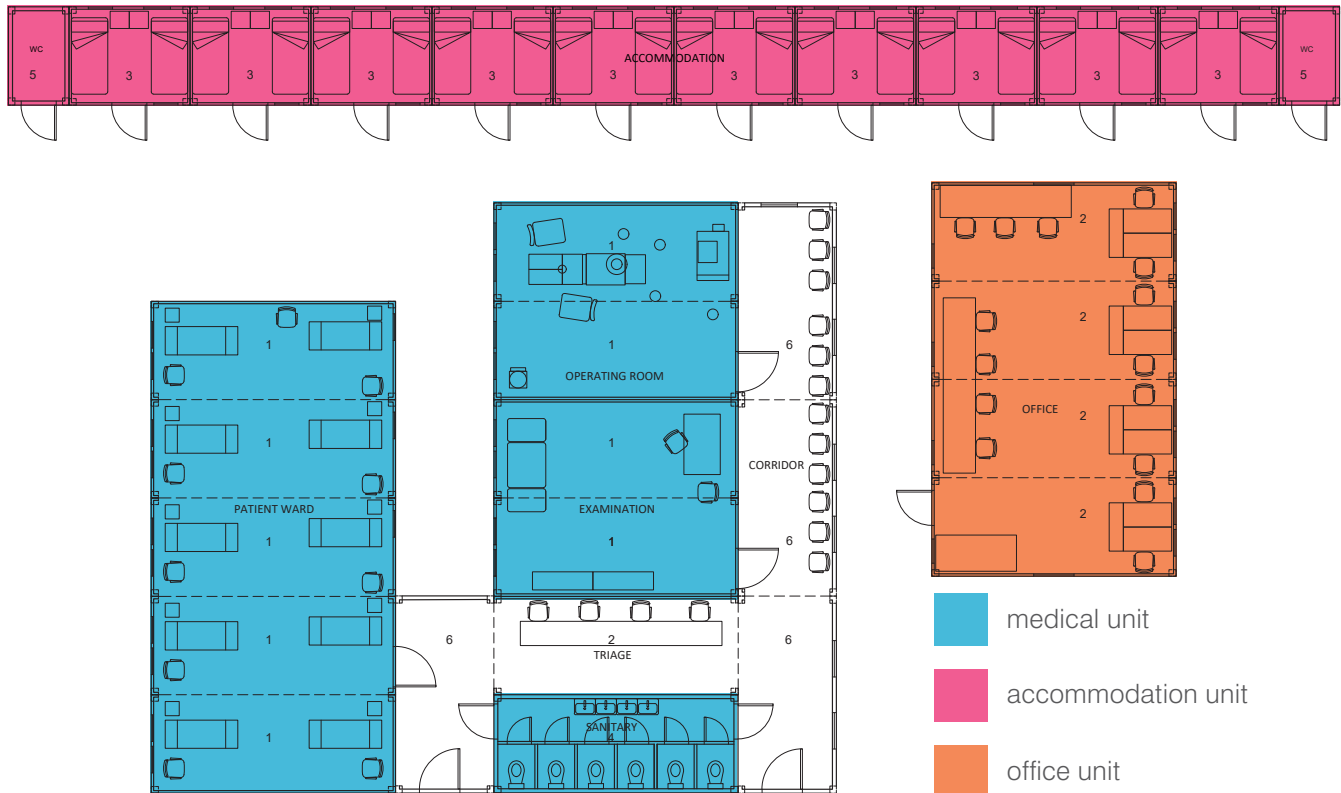 WC
WC
ACCOMMODATION
5
3
3
3
3
3
3
3
3
3
3
5
2
1
1
1
6
2
OPERATING ROOM
OFFICE
2
1
1
CORRIDOR
PATIENT WARD
EXAMINATION
2
1
1
6
medical unit
1
6
2
6
TRIAGE
accommodation unit
SANITARY
1
4
office unit